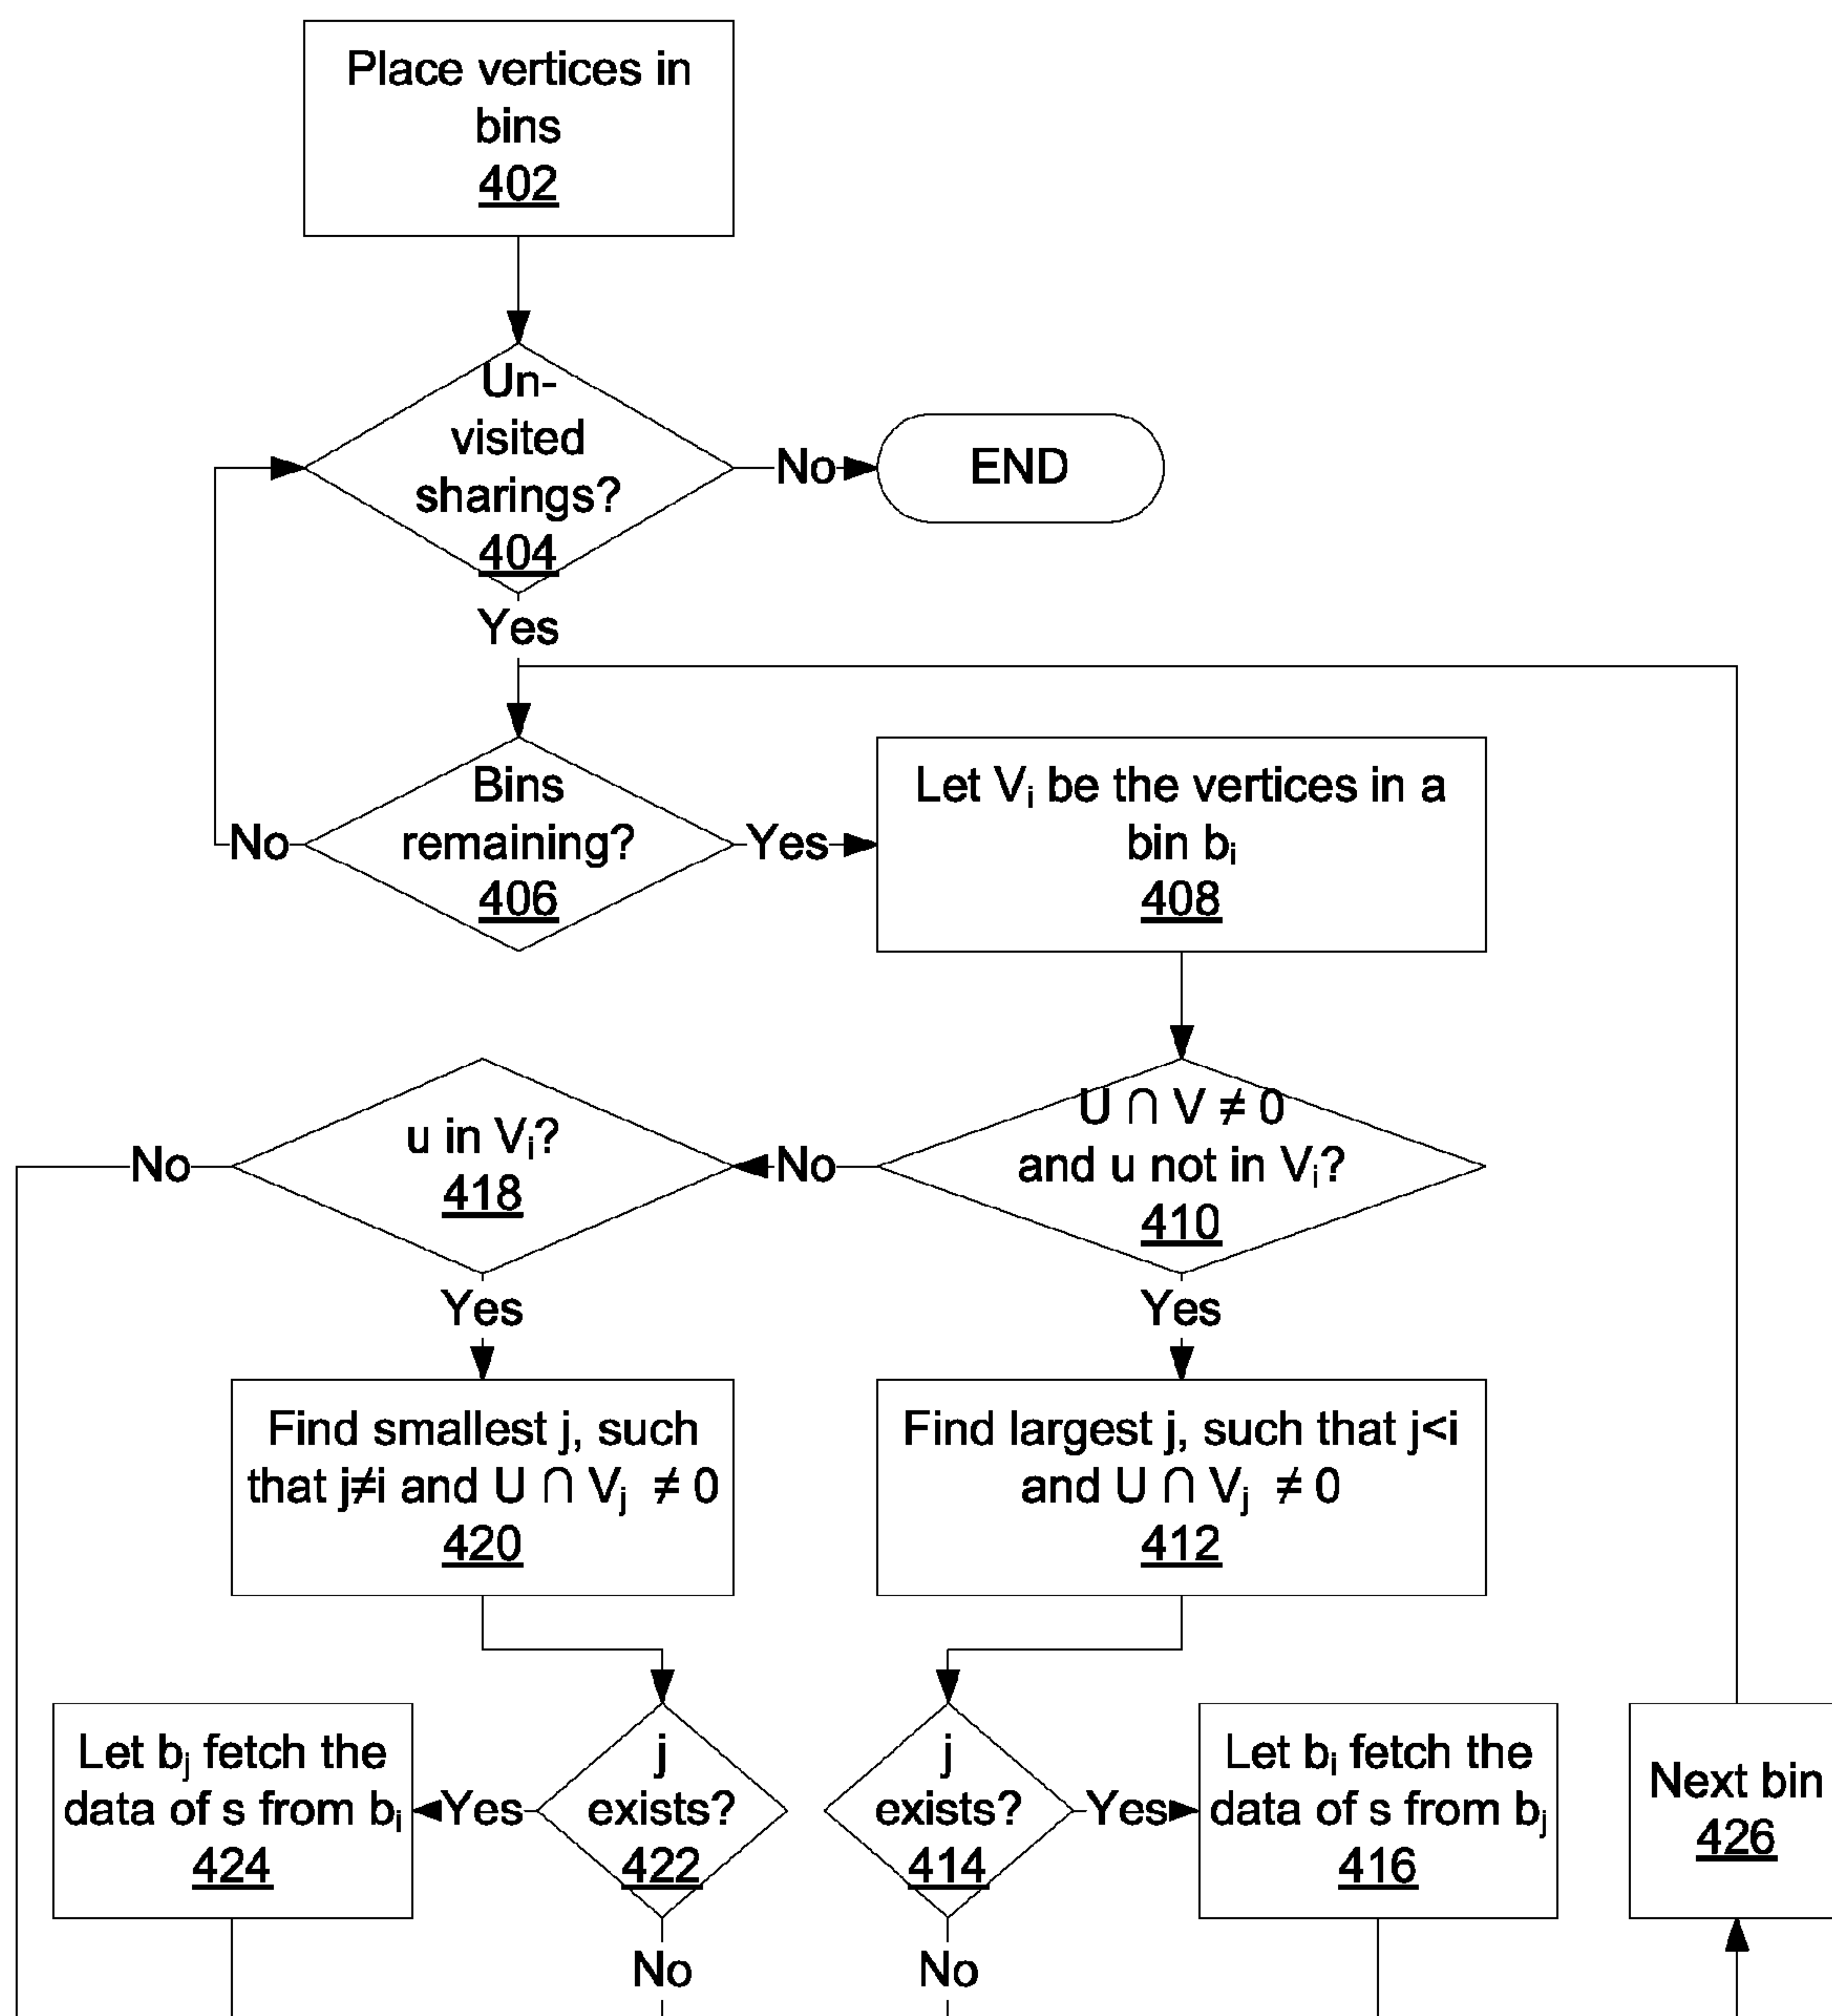 Place vertices in
bins
402
Un-
visited
sharings?
404
No
END
Yes
Bins
remaining?
406
No
Yes
Let Vi be the vertices in a
bin bi
408
U ∩ V ≠ 0
and u not in Vi?
410
No
u in Vi?
418
No
Yes
Yes
Find smallest j, such
that j≠i and U ∩ Vj ≠ 0
420
Find largest j, such that j<i
and U ∩ Vj ≠ 0
412
Let bj fetch the
data of s from bi
424
Yes
j
exists?
422
j
exists?
414
Yes
Let bi fetch the
data of s from bj
416
Next bin
426
No
No